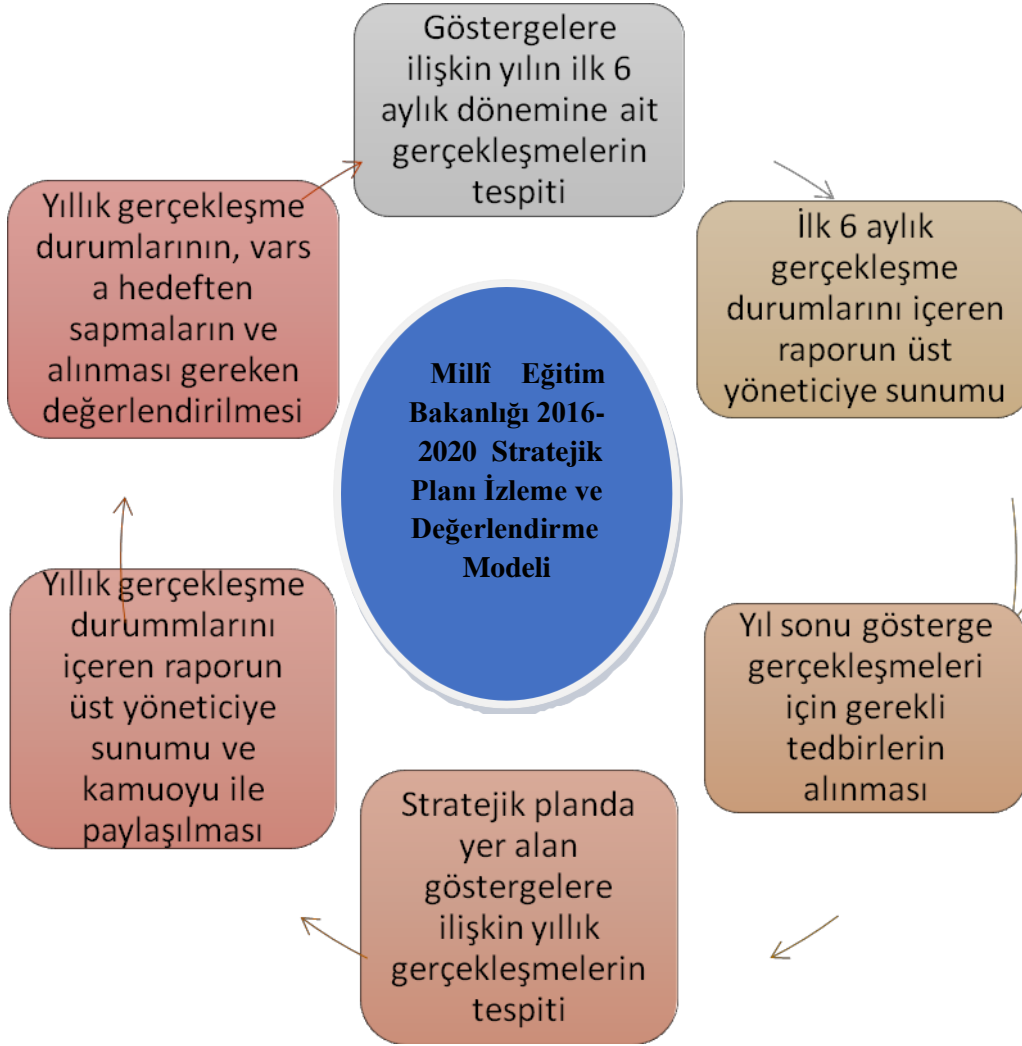 Göstergelere
ilişkin yılın ilk 6
aylık dönemine ait
gerçekleşmelerin
tespiti
İlk 6 aylık
gerçekleşme
durumlarını içeren
raporun üst
yöneticiye sunumu
Yıl sonu gösterge
gerçekleşmeleri
için gerekli
tedbirlerin
alınması
Stratejik planda
yer alan
göstergelere
ilişkin yıllık
gerçekleşmelerin
tespiti
Yıllık gerçekleşme
durummlarını
içeren raporun
üst yöneticiye
sunumu ve
kamuoyu ile
paylaşılması
Yıllık gerçekleşme
durumlarının, vars
a hedeften
sapmaların ve
alınması gereken
değerlendirilmesi
Millî Eğitim
Bakanlığı 2016-
2020 Stratejik
Planı İzleme ve
Değerlendirme
Modeli